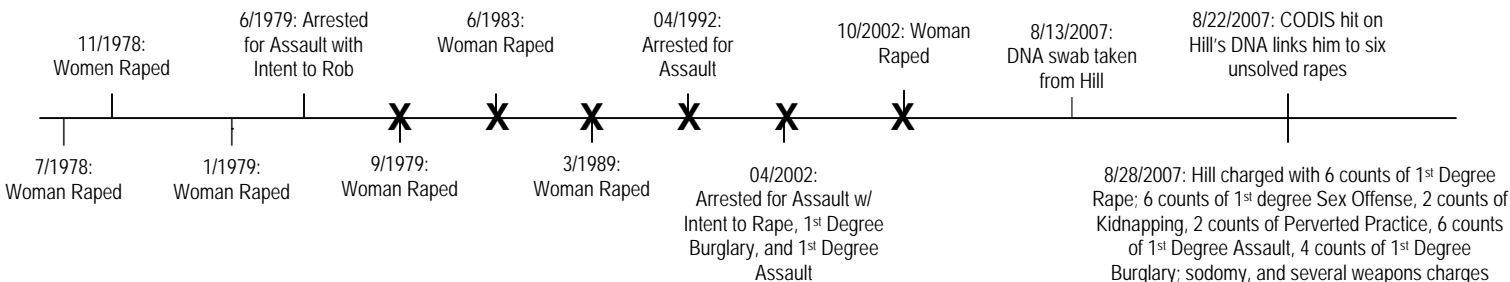 11/1978:
Women Raped
6/1979: Arrested
for Assault with
Intent to Rob
6/1983:
Woman Raped
04/1992:
Arrested for
Assault
10/2002: Woman
Raped
8/13/2007:
DNA swab taken
from Hill
8/22/2007: CODIS hit on
Hill's DNA links him to six
unsolved rapes
X X X X X X
7/1978:
Woman Raped
1/1979:
Woman Raped
9/1979:
Woman Raped
3/1989:
Woman Raped
04/2002:
Arrested for Assault w/
Intent to Rape, 1st Degree
Burglary, and 1st Degree
Assault
8/28/2007: Hill charged with 6 counts of 1st Degree
Rape; 6 counts of 1st degree Sex Offense, 2 counts of
Kidnapping, 2 counts of Perverted Practice, 6 counts
of 1st Degree Assault, 4 counts of 1st Degree
Burglary; sodomy, and several weapons charges